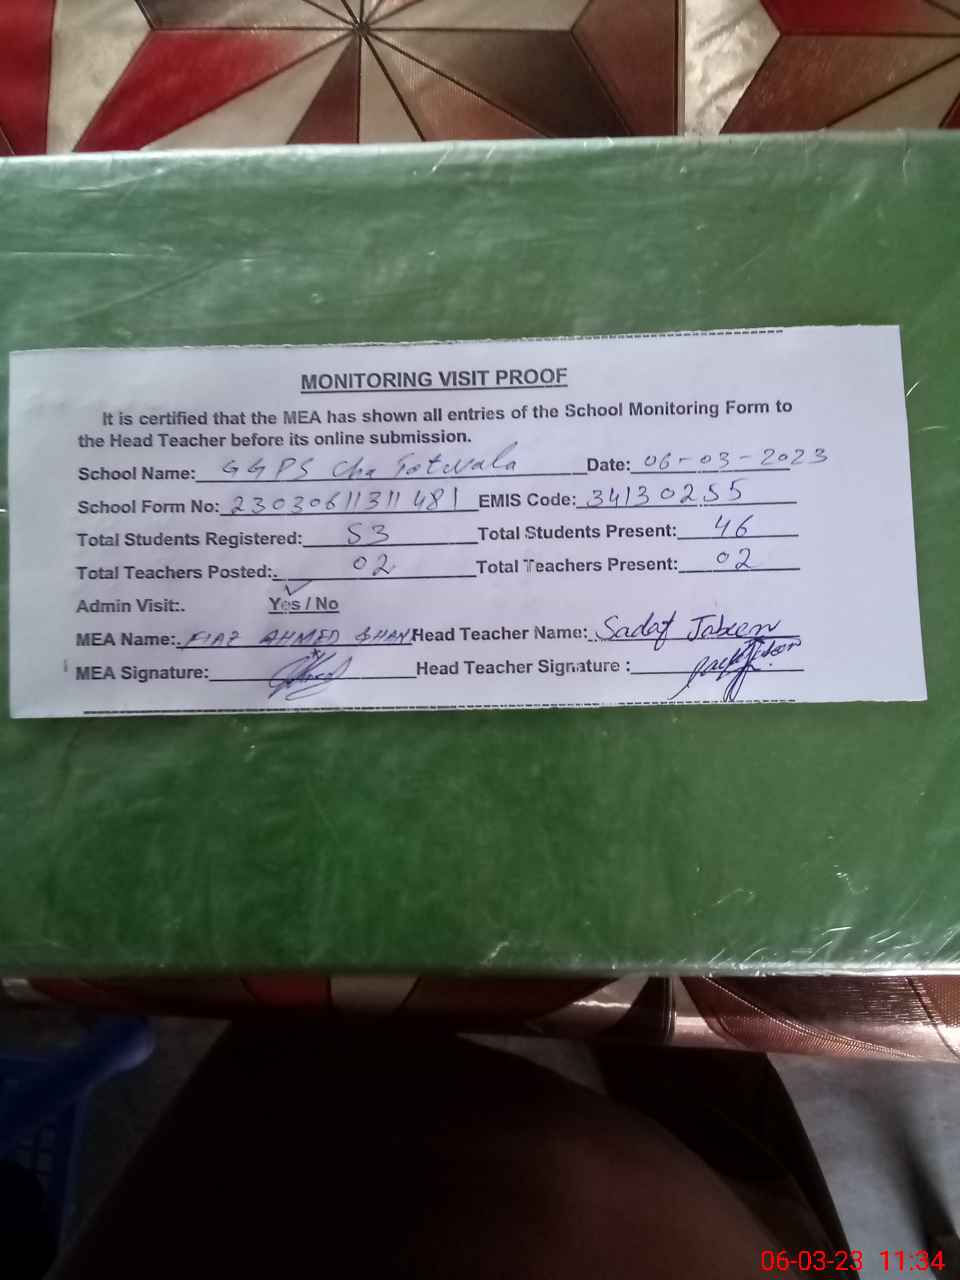 MONITORING VISIT PROOF
It is certified that the MEA has shown all entries of the School Monitoring Form to
the Head Teacher before its online submission.
School Name: GGPS Cha Totwala Date: 06-03-2023
School Form No: 23030611311481 EMIS Code: 34130255
Total Students Registered: 53 Total Students Present: 46
Total Teachers Posted:. 02 Total Teachers Present: 02
Admin Visit:. Yes / No
MEA Name:. FIAZ AHMED KHAN Head Teacher Name: Sadaf Jabeen
MEA Signature: Head Teacher Signature :
06-03-23 11:34